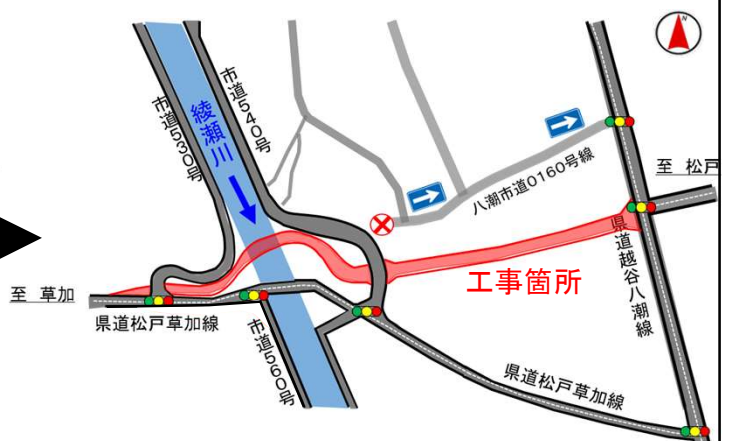 N
市道540号
市道530号
綾瀬川
八潮市道0160号線
至 松戸
県道越谷八潮線
工事箇所
至 草加
県道松戸草加線
市道560号
県道松戸草加線